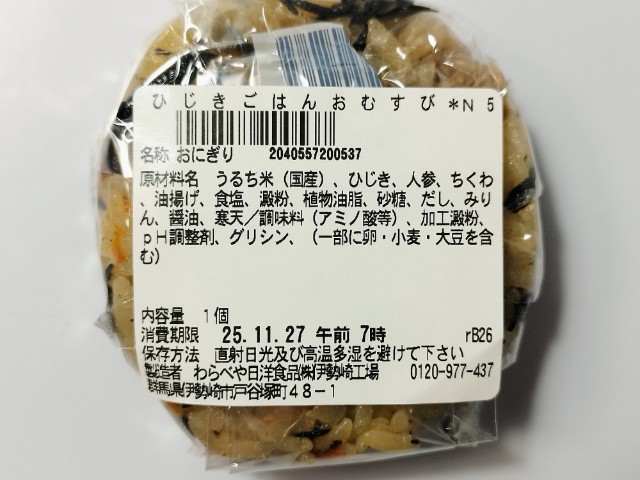 ひじきごはんおむすび＊N 5
名称 おにぎり 2040557200537
原材料名 うるち米（国産）、ひじき、人参、ちくわ
、油揚げ、食塩、澱粉、植物油脂、砂糖、だし、みり
ん、醤油、寒天／調味料（アミノ酸等）、加工澱粉、
ｐＨ調整剤、グリシン、（一部に卵・小麦・大豆を含
む）
内容量 1個
消費期限 25.11.27 午前 7時 rB26
保存方法 直射日光及び高温多湿を避けて下さい
製造者 わらべや日洋食品㈱伊勢崎工場 0120-977-437
群馬県伊勢崎市戸谷塚町４８－１